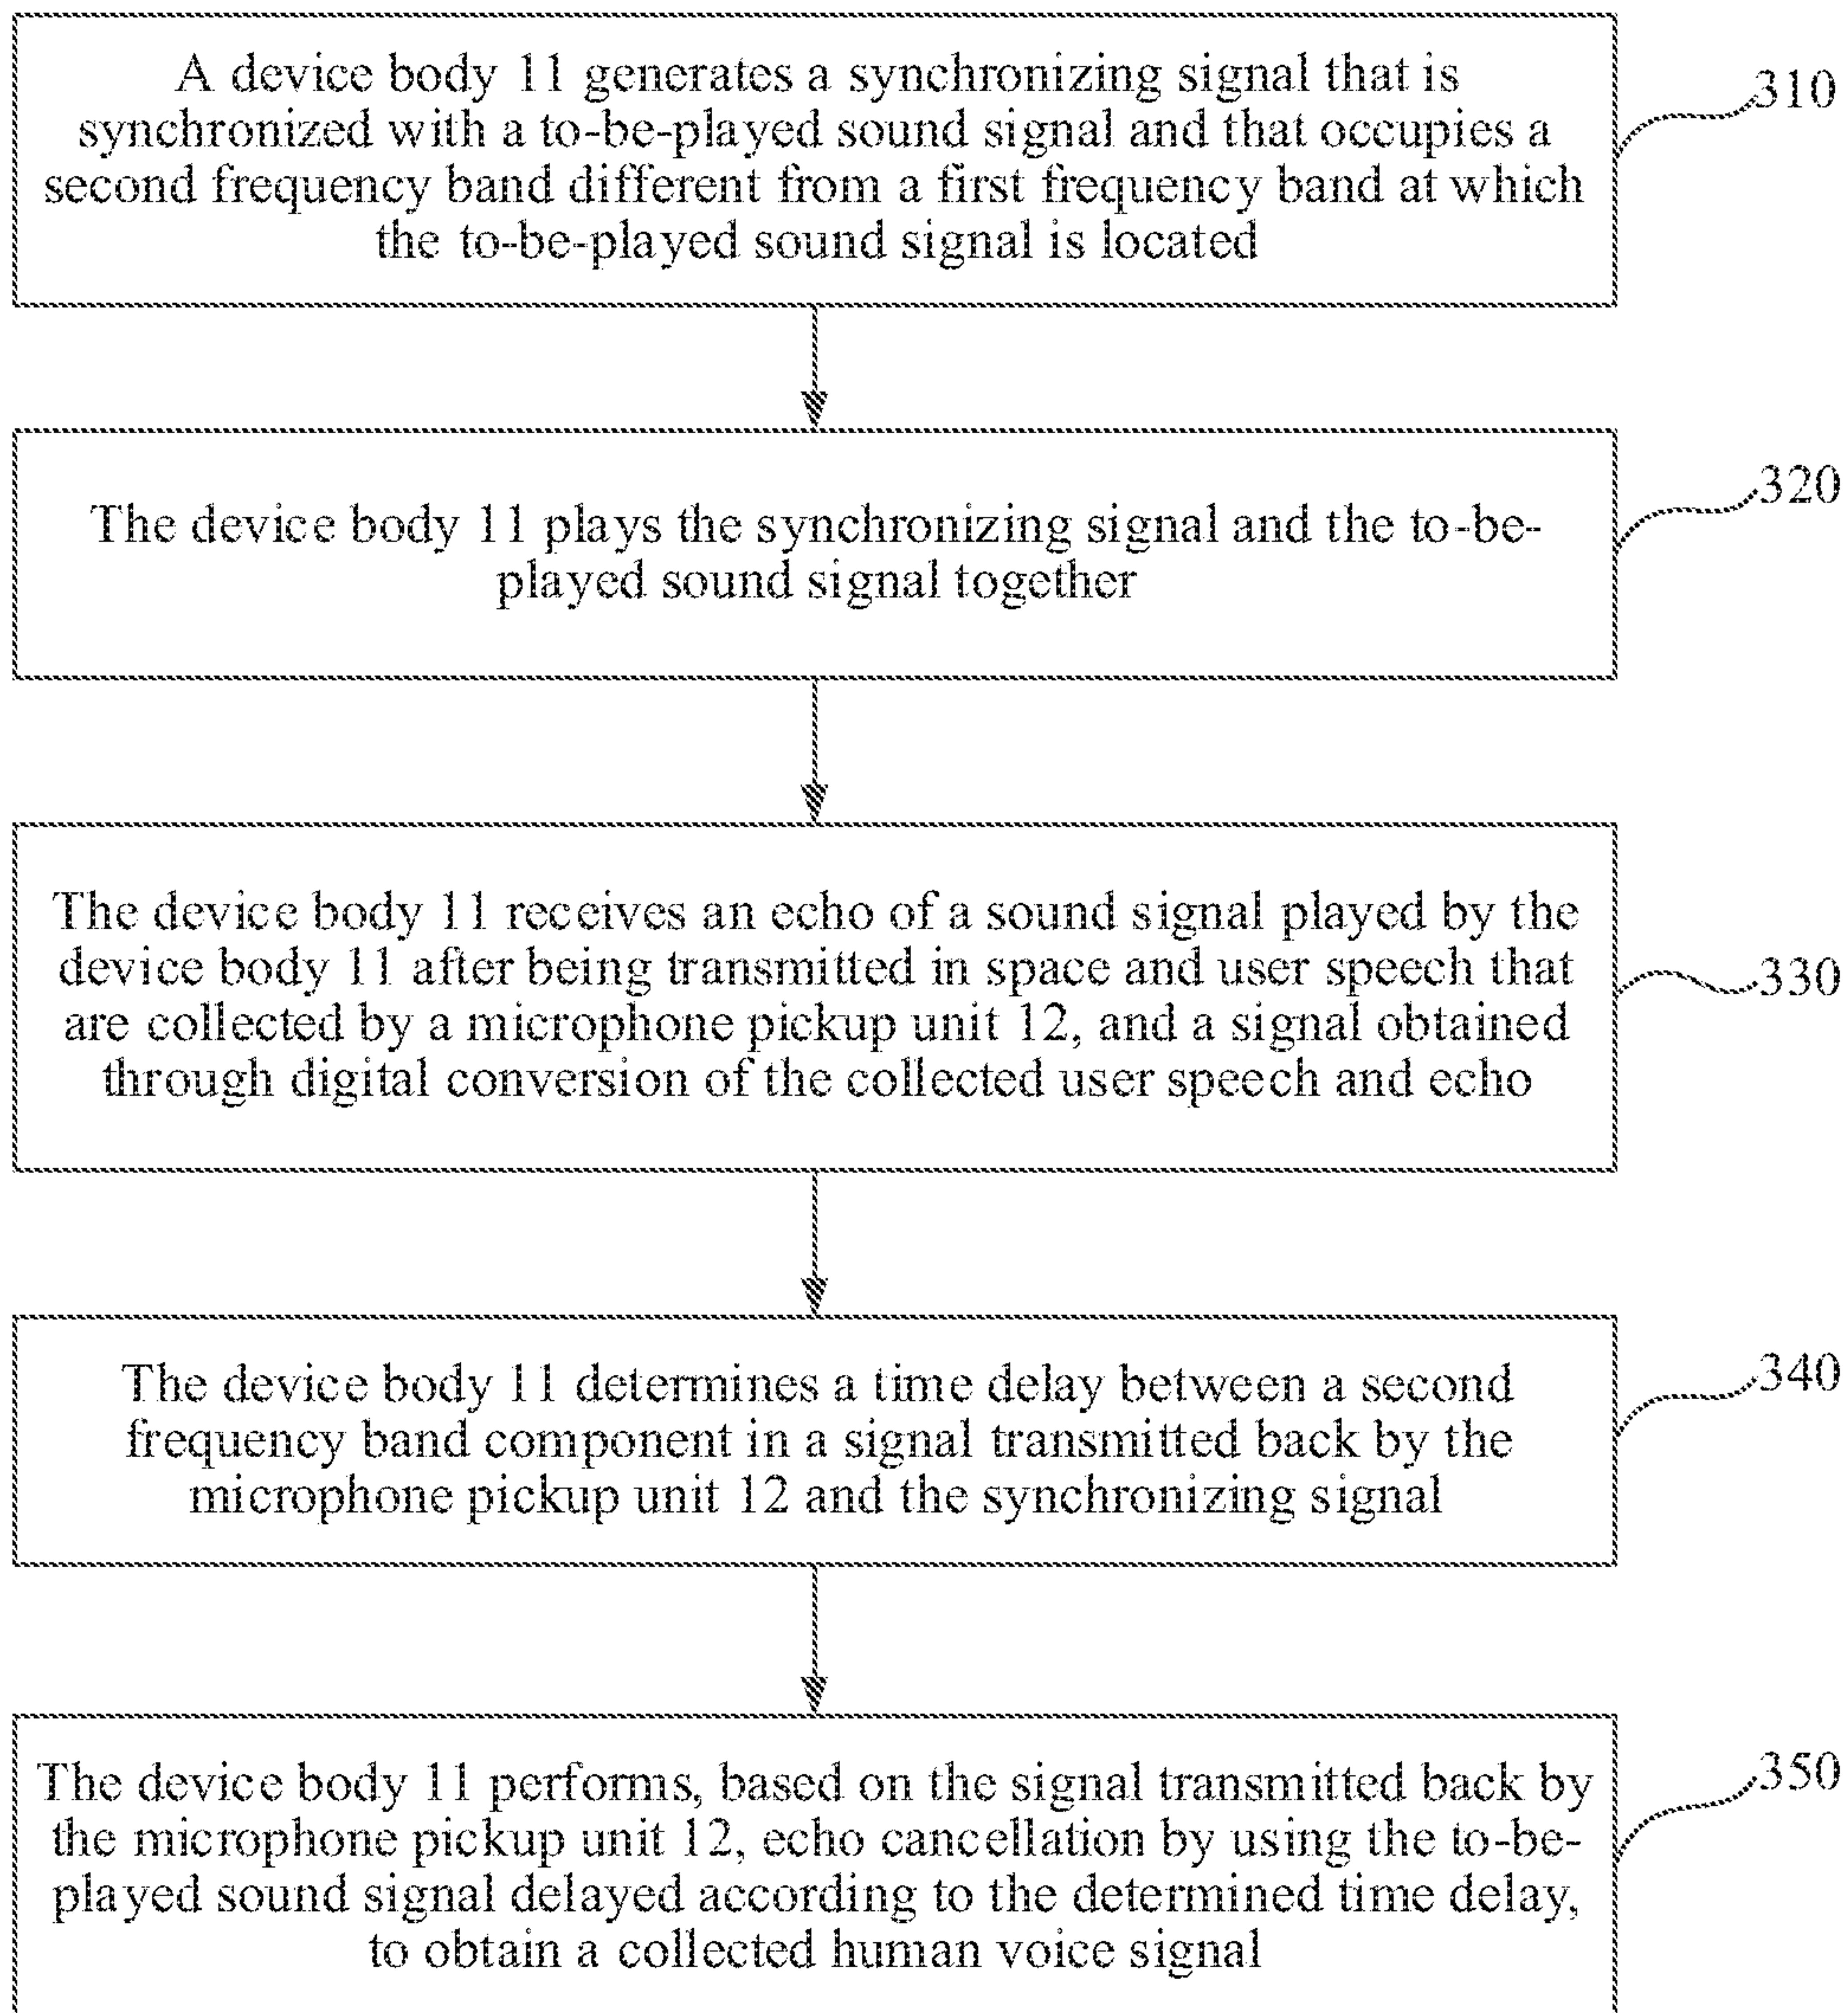 A device body 11 generates a synchronizing signal that is
synchronized with a to-be-played sound signal and that occupies a
second frequency band different from a first frequency band at which
the to-be-played sound signal is located
310
The device body 11 plays the synchronizing signal and the to-be-
played sound signal together
320
The device body 11 receives an echo of a sound signal played by the
device body 11 after being transmitted in space and user speech that
are collected by a microphone pickup unit 12, and a signal obtained
through digital conversion of the collected user speech and echo
330
The device body 11 determines a time delay between a second
frequency band component in a signal transmitted back by the
microphone pickup unit 12 and the synchronizing signal
340
The device body 11 performs, based on the signal transmitted back by
the microphone pickup unit 12, echo cancellation by using the to-be-
played sound signal delayed according to the determined time delay,
to obtain a collected human voice signal
350